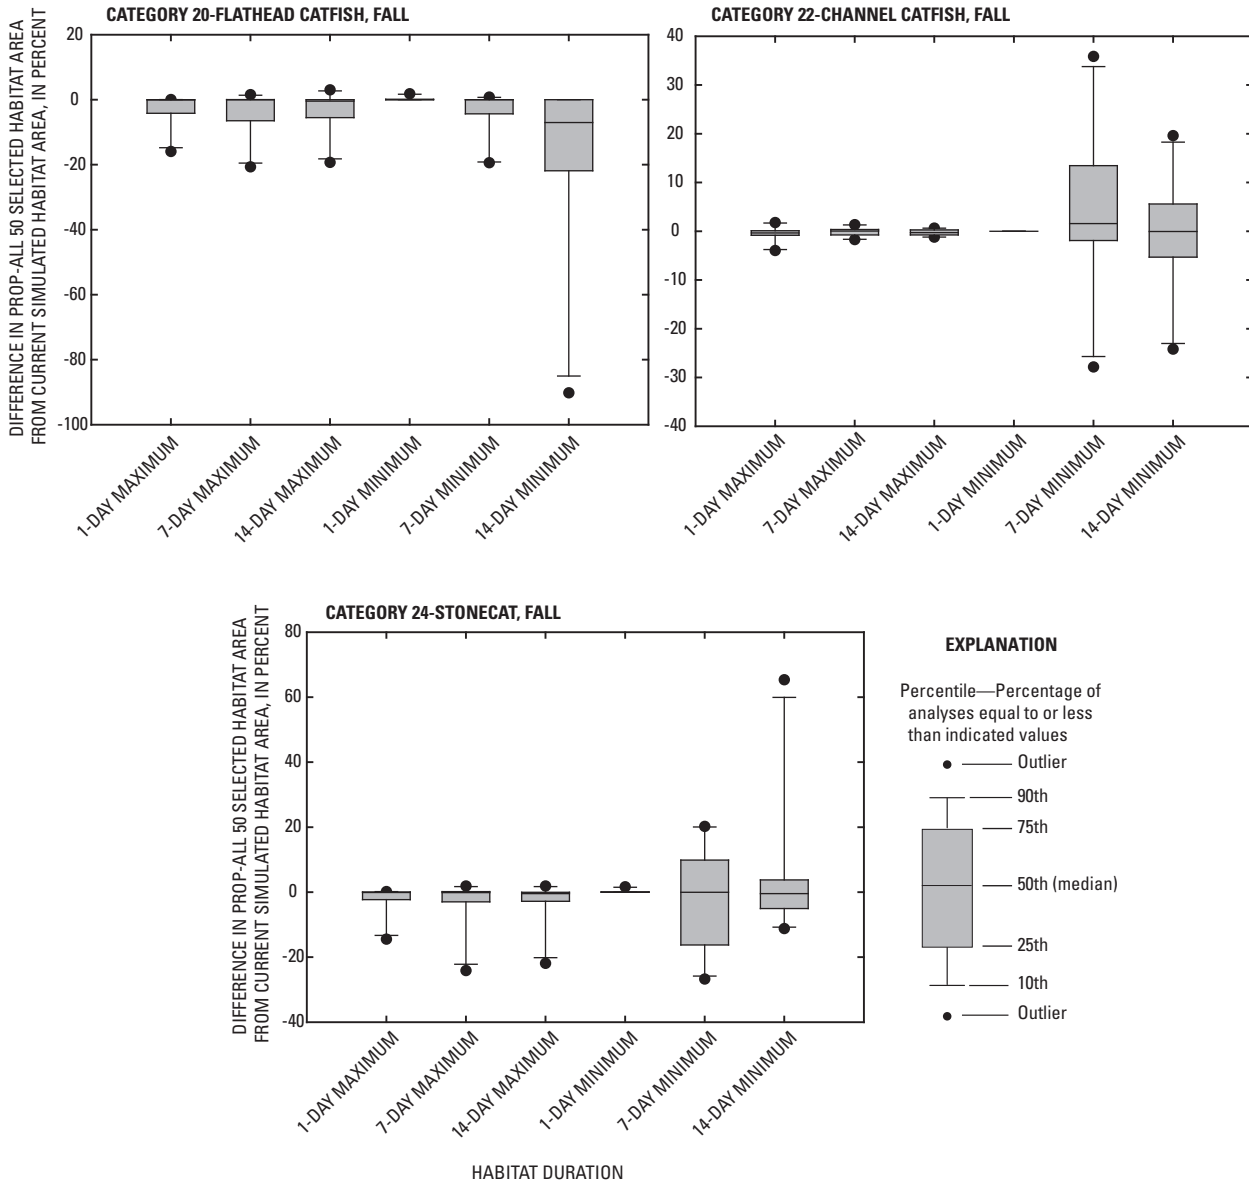 CATEGORY 20-FLATHEAD CATFISH, FALL
DIFFERENCE IN PROP-ALL 50 SELECTED HABITAT AREA
FROM CURRENT SIMULATED HABITAT AREA, IN PERCENT
20
0
-20
-40
-60
-80
-100
1-DAY MAXIMUM
7-DAY MAXIMUM
14-DAY MAXIMUM
1-DAY MINIMUM
7-DAY MINIMUM
14-DAY MINIMUM
CATEGORY 22-CHANNEL CATFISH, FALL
40
30
20
10
0
-10
-20
-30
-40
1-DAY MAXIMUM
7-DAY MAXIMUM
14-DAY MAXIMUM
1-DAY MINIMUM
7-DAY MINIMUM
14-DAY MINIMUM
CATEGORY 24-STONECAT, FALL
DIFFERENCE IN PROP-ALL 50 SELECTED HABITAT AREA
FROM CURRENT SIMULATED HABITAT AREA, IN PERCENT
80
60
40
20
0
-20
-40
1-DAY MAXIMUM
7-DAY MAXIMUM
14-DAY MAXIMUM
1-DAY MINIMUM
7-DAY MINIMUM
14-DAY MINIMUM
HABITAT DURATION
EXPLANATION
Percentile—Percentage of
analyses equal to or less
than indicated values
Outlier
90th
75th
50th (median)
25th
10th
Outlier